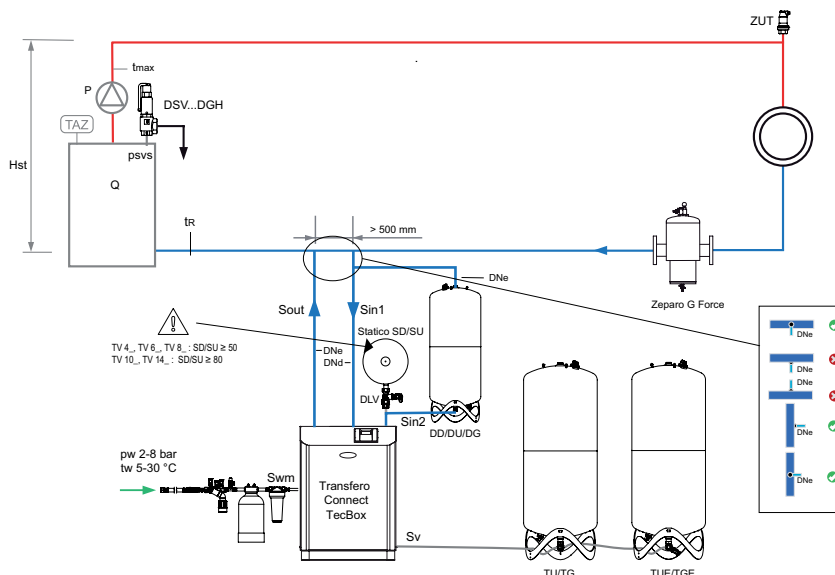 ZUT
tmax
P
DSV...DGH
TAZ
psvs
Hst
Q
tR
> 500 mm
DNe
Zeparo G Force
Sout
Sin1
Statico SD/SU
TV 4_, TV 6_, TV 8_ : SD/SU ≥ 50
TV 10_, TV 14_ : SD/SU ≥ 80
DNe
DNd
DLV
Sin2
DD/DU/DG
DNe
DNe
DNe
DNe
DNe
pw 2-8 bar
tw 5-30 °C
Swm
Transfero
Connect
TecBox
Sv
TU/TG
TUE/TGE